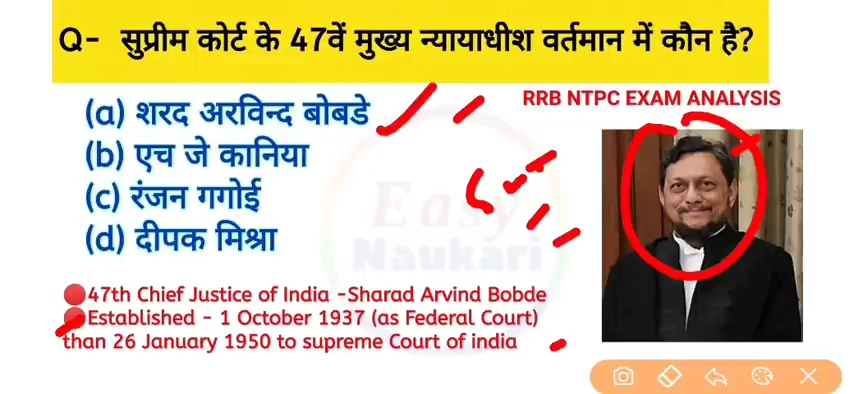 Q- सुप्रीम कोर्ट के 47वें मुख्य न्यायाधीश वर्तमान में कौन है?
RRB NTPC EXAM ANALYSIS
(a) शरद अरविन्द बोबडे
(b) एच जे कानिया
(c) रंजन गगोई
(d) दीपक मिश्रा
Easy
Naukari
47th Chief Justice of India -Sharad Arvind Bobde
Established - 1 October 1937 (as Federal Court)
than 26 January 1950 to supreme Court of india